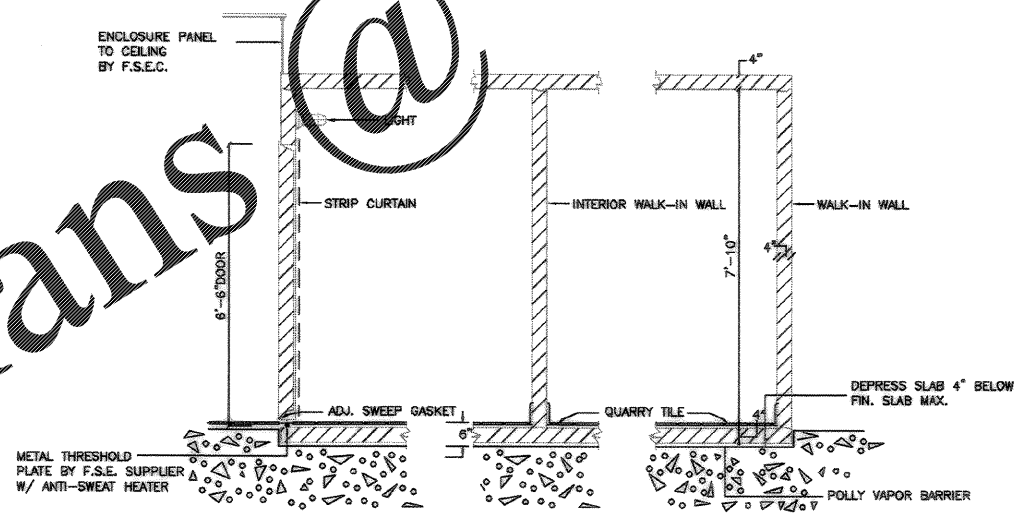 ENCLOSURE PANEL
TO CEILING
BY F.S.E.C.
4"
LIGHT
STRIP CURTAIN
INTERIOR WALK-IN WALL
WALK-IN WALL
6'-6" DOOR
7'-10"
4"
ADJ. SWEEP GASKET
6"
QUARRY TILE
4"
DEPRESS SLAB 4" BELOW
FIN. SLAB MAX.
METAL THRESHOLD
PLATE BY F.S.E. SUPPLIER
W/ ANTI-SWEAT HEATER
POLLY VAPOR BARRIER
ans @